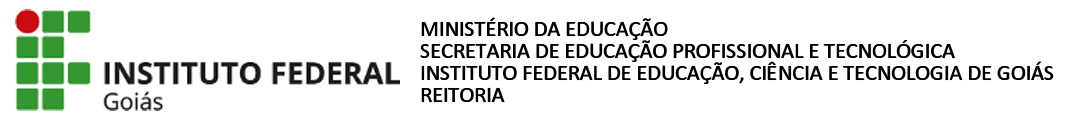 INSTITUTO FEDERAL
Goiás
MINISTÉRIO DA EDUCAÇÃO
SECRETARIA DE EDUCAÇÃO PROFISSIONAL E TECNOLÓGICA
INSTITUTO FEDERAL DE EDUCAÇÃO, CIÊNCIA E TECNOLOGIA DE GOIÁS
REITORIA